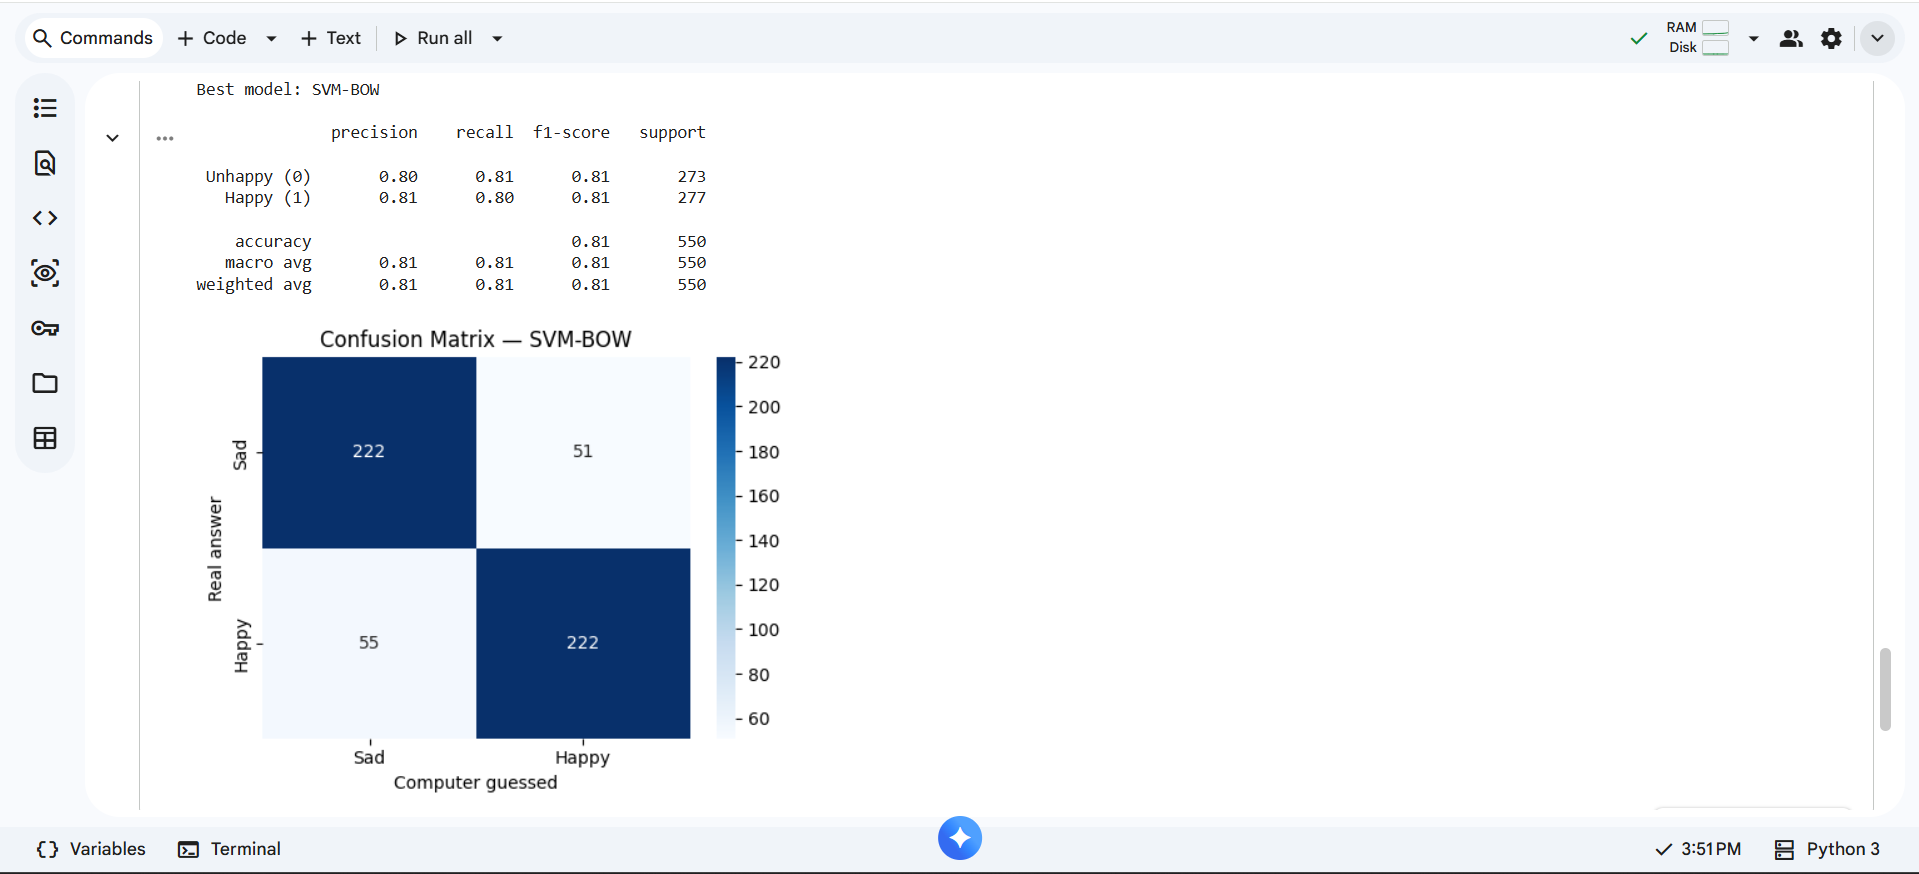 Commands
+ Code
+ Text
Run all
RAM
Disk
Best model: SVM-BOW
precision recall f1-score support
Unhappy (0) 0.80 0.81 0.81 273
Happy (1) 0.81 0.80 0.81 277
accuracy 0.81 550
macro avg 0.81 0.81 0.81 550
weighted avg 0.81 0.81 0.81 550
Confusion Matrix — SVM-BOW
220
200
180
160
140
120
100
80
60
Real answer
Sad
222 51
Happy
55 222
Sad Happy
Computer guessed
Variables
Terminal
3:51 PM
Python 3